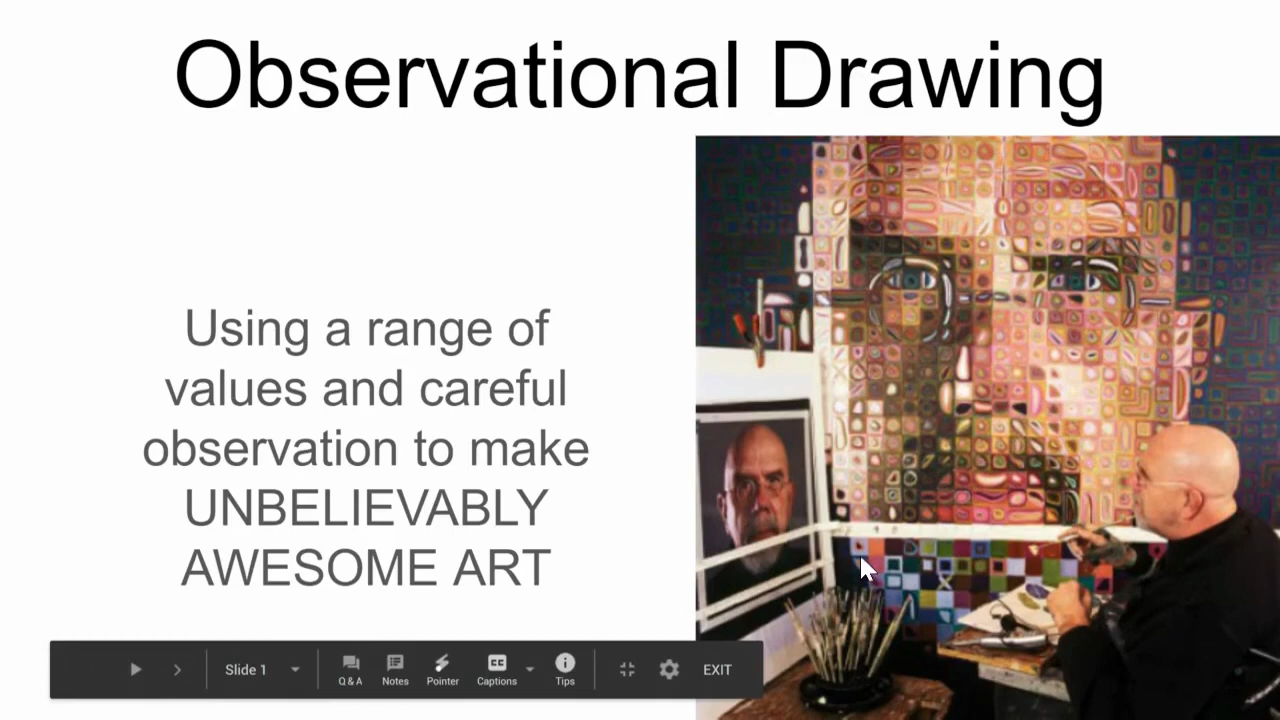 Observational Drawing
Using a range of
values and careful
observation to make
UNBELIEVABLY
AWESOME ART
Slide 1
Q & A
Notes
Pointer
CC
Captions
Tips
EXIT